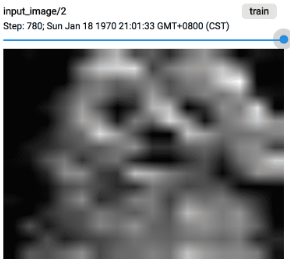 input_image/2
train
Step: 780; Sun Jan 18 1970 21:01:33 GMT+0800 (CST)